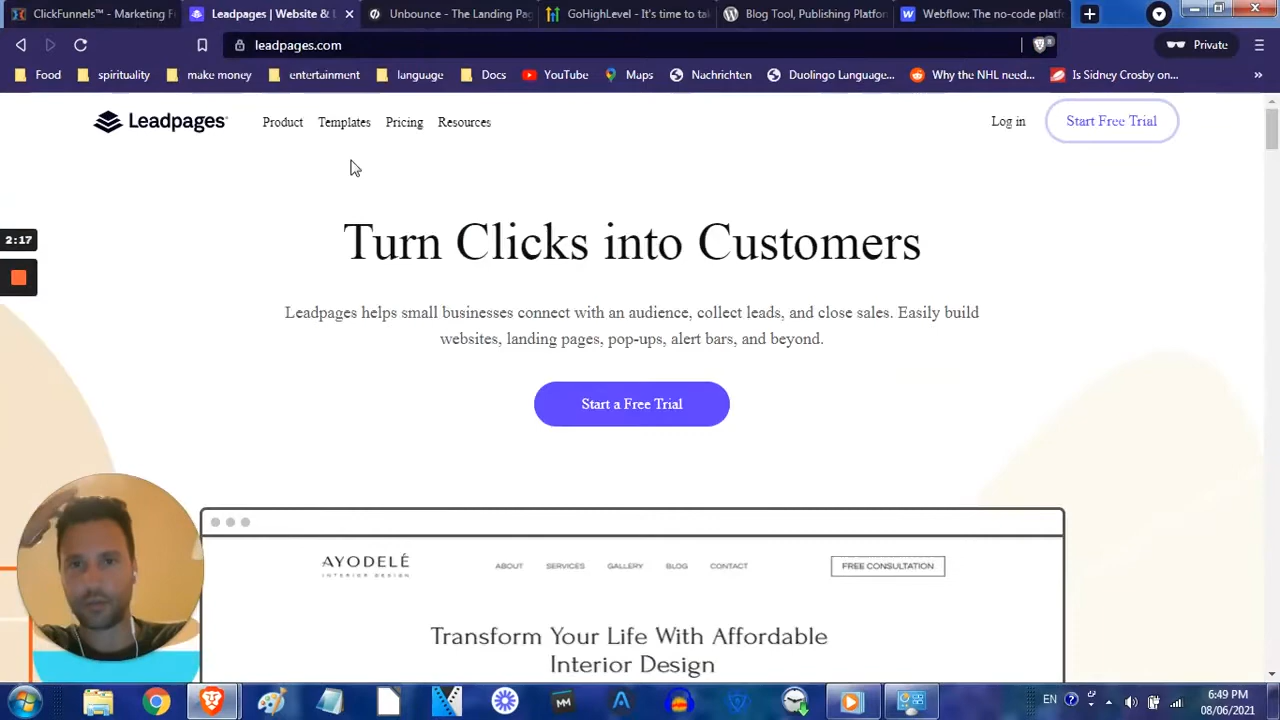 ClickFunnels™ - Marketing F
Leadpages | Website & L
Unbounce - The Landing Pag
GoHighLevel - It's time to tak
Blog Tool, Publishing Platfor
Webflow: The no-code platf
leadpages.com
8
Private
Food
spirituality
make money
entertainment
language
Docs
YouTube
Maps
Nachrichten
Duolingo Language...
Why the NHL need...
Is Sidney Crosby on...
»
Leadpages
Product
Templates
Pricing
Resources
Log in
Start Free Trial
2:17
Turn Clicks into Customers
Leadpages helps small businesses connect with an audience, collect leads, and close sales. Easily build
websites, landing pages, pop-ups, alert bars, and beyond.
Start a Free Trial
AYODELÉ
INTERIOR DESIGN
ABOUT
SERVICES
GALLERY
BLOG
CONTACT
FREE CONSULTATION
Transform Your Life With Affordable
Interior Design
EN
6:49 PM
08/06/2021